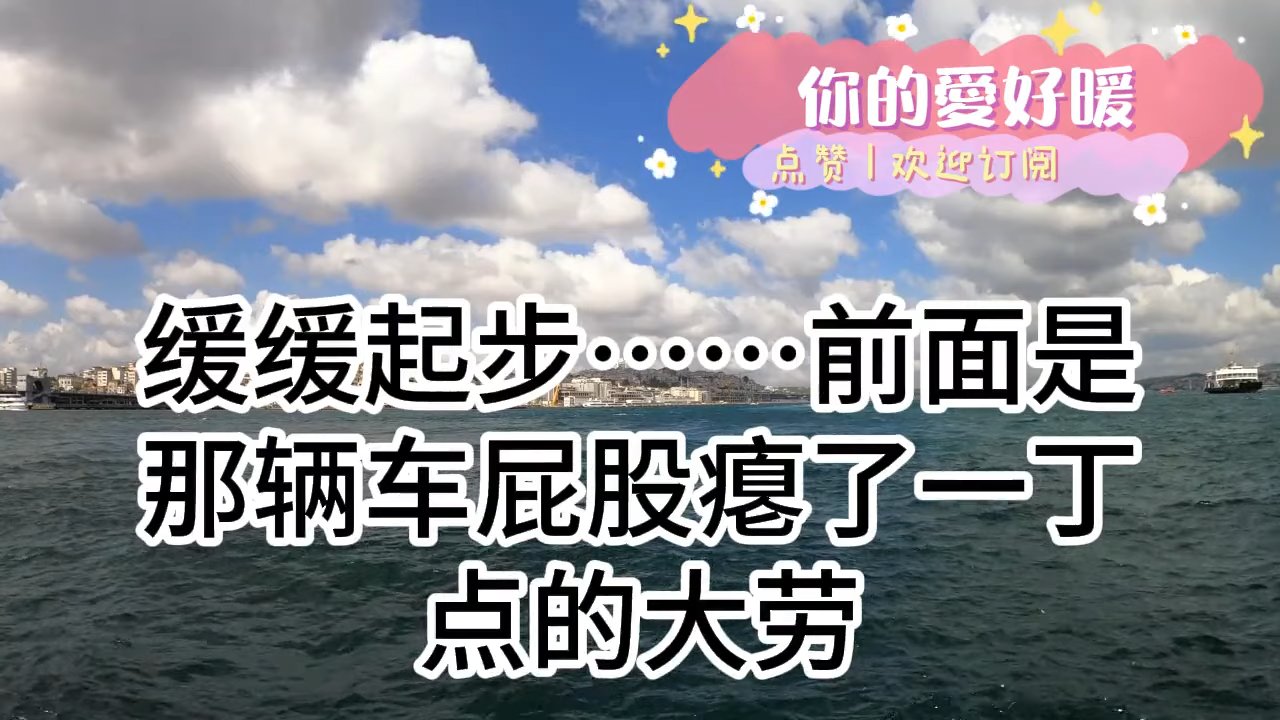 你的愛好暖
点赞丨欢迎订阅
缓缓起步……前面是
那辆车屁股瘪了一丁
点的大劳